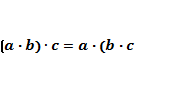 (a · b) · c = a · (b · c